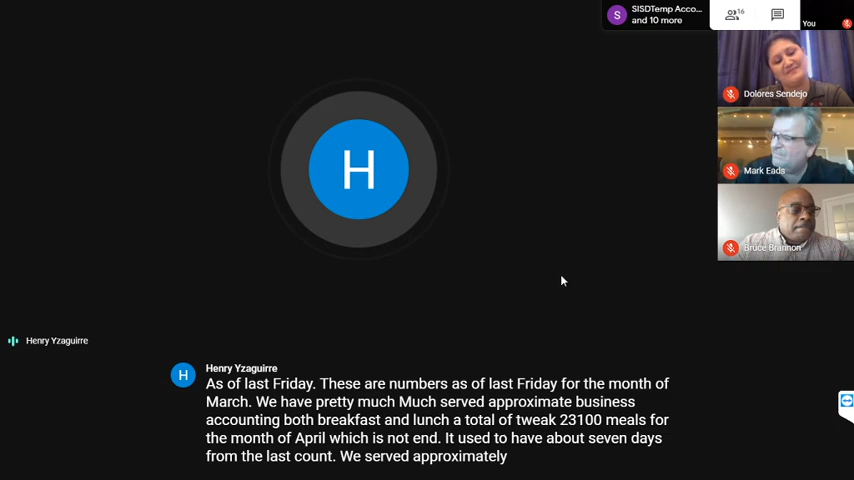 SISDTemp Acco...
and 10 more
S
16
You
Dolores Sendejo
Mark Eads
Bruce Brannon
H
Henry Yzaguirre
H
Henry Yzaguirre
As of last Friday. These are numbers as of last Friday for the month of
March. We have pretty much Much served approximate business
accounting both breakfast and lunch a total of tweak 23100 meals for
the month of April which is not end. It used to have about seven days
from the last count. We served approximately